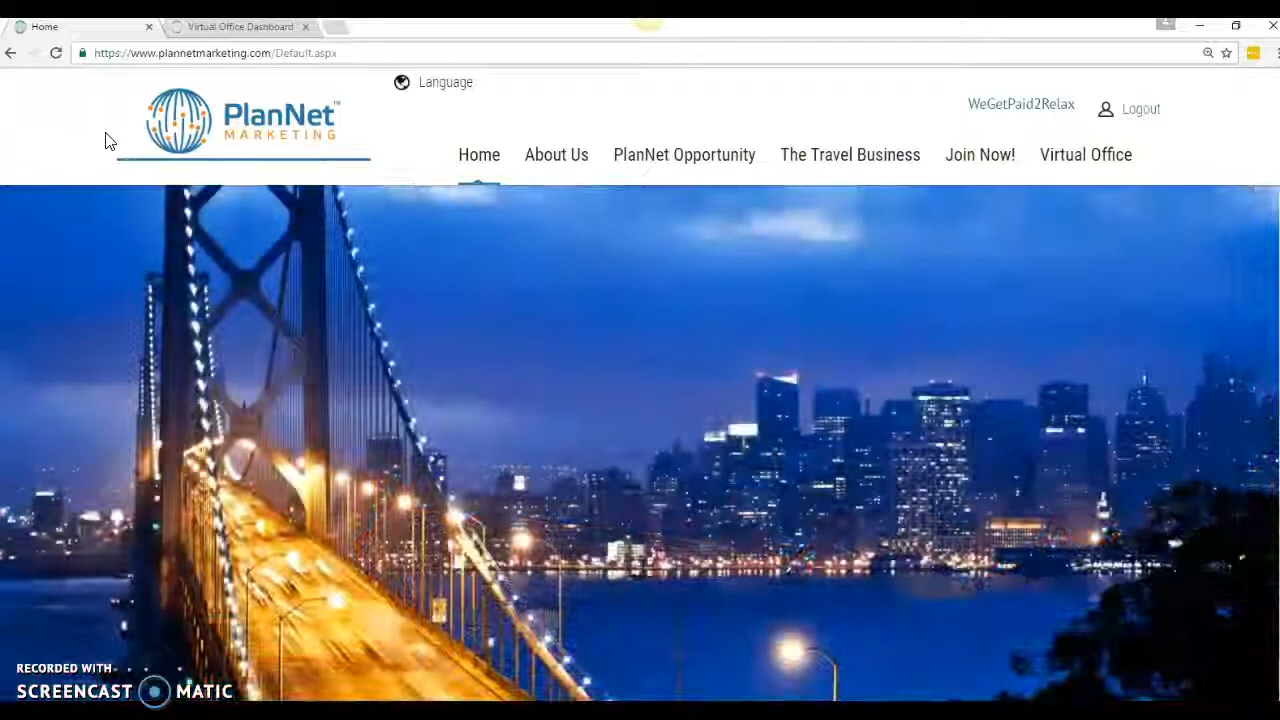 Home
Virtual Office Dashboard
https://www.plannetmarketing.com/Default.aspx
Language
PlanNet™
MARKETING
WeGetPaid2Relax
Logout
Home
About Us
PlanNet Opportunity
The Travel Business
Join Now!
Virtual Office
RECORDED WITH
SCREENCAST MATIC